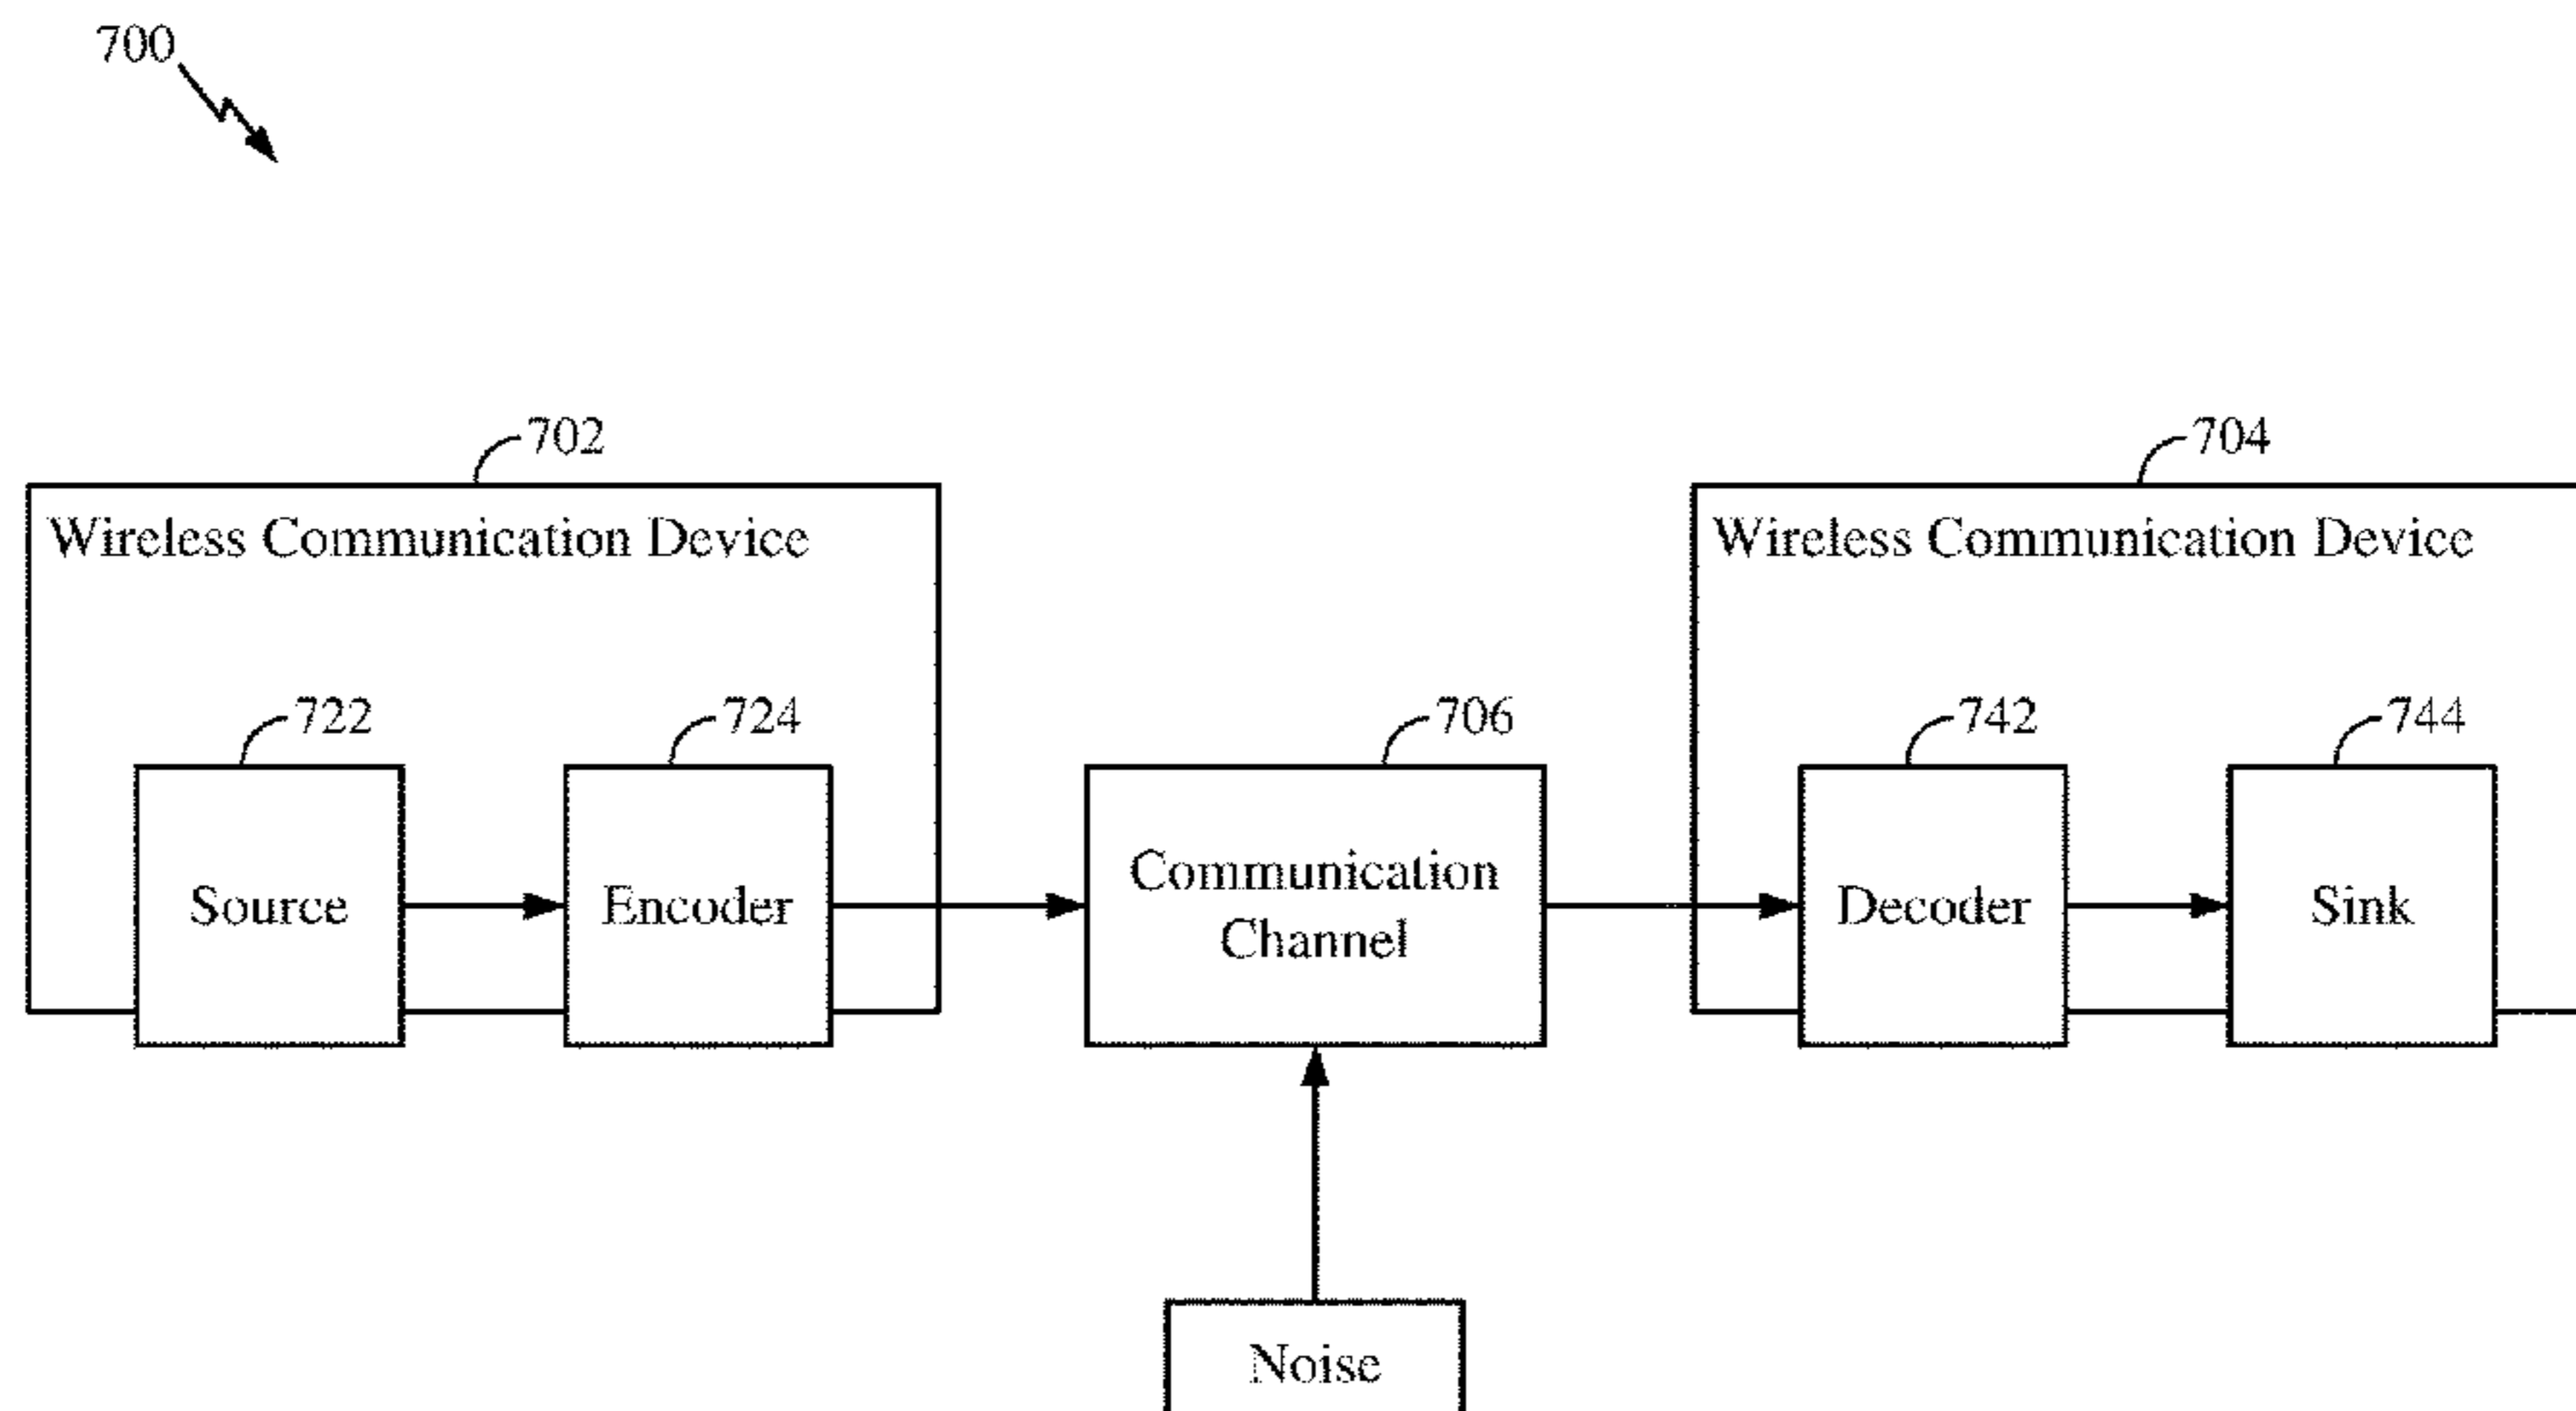 700
702
704
Wireless Communication Device
Wireless Communication Device
722
724
706
742
744
Source
Encoder
Communication
Channel
Decoder
Sink
Noise